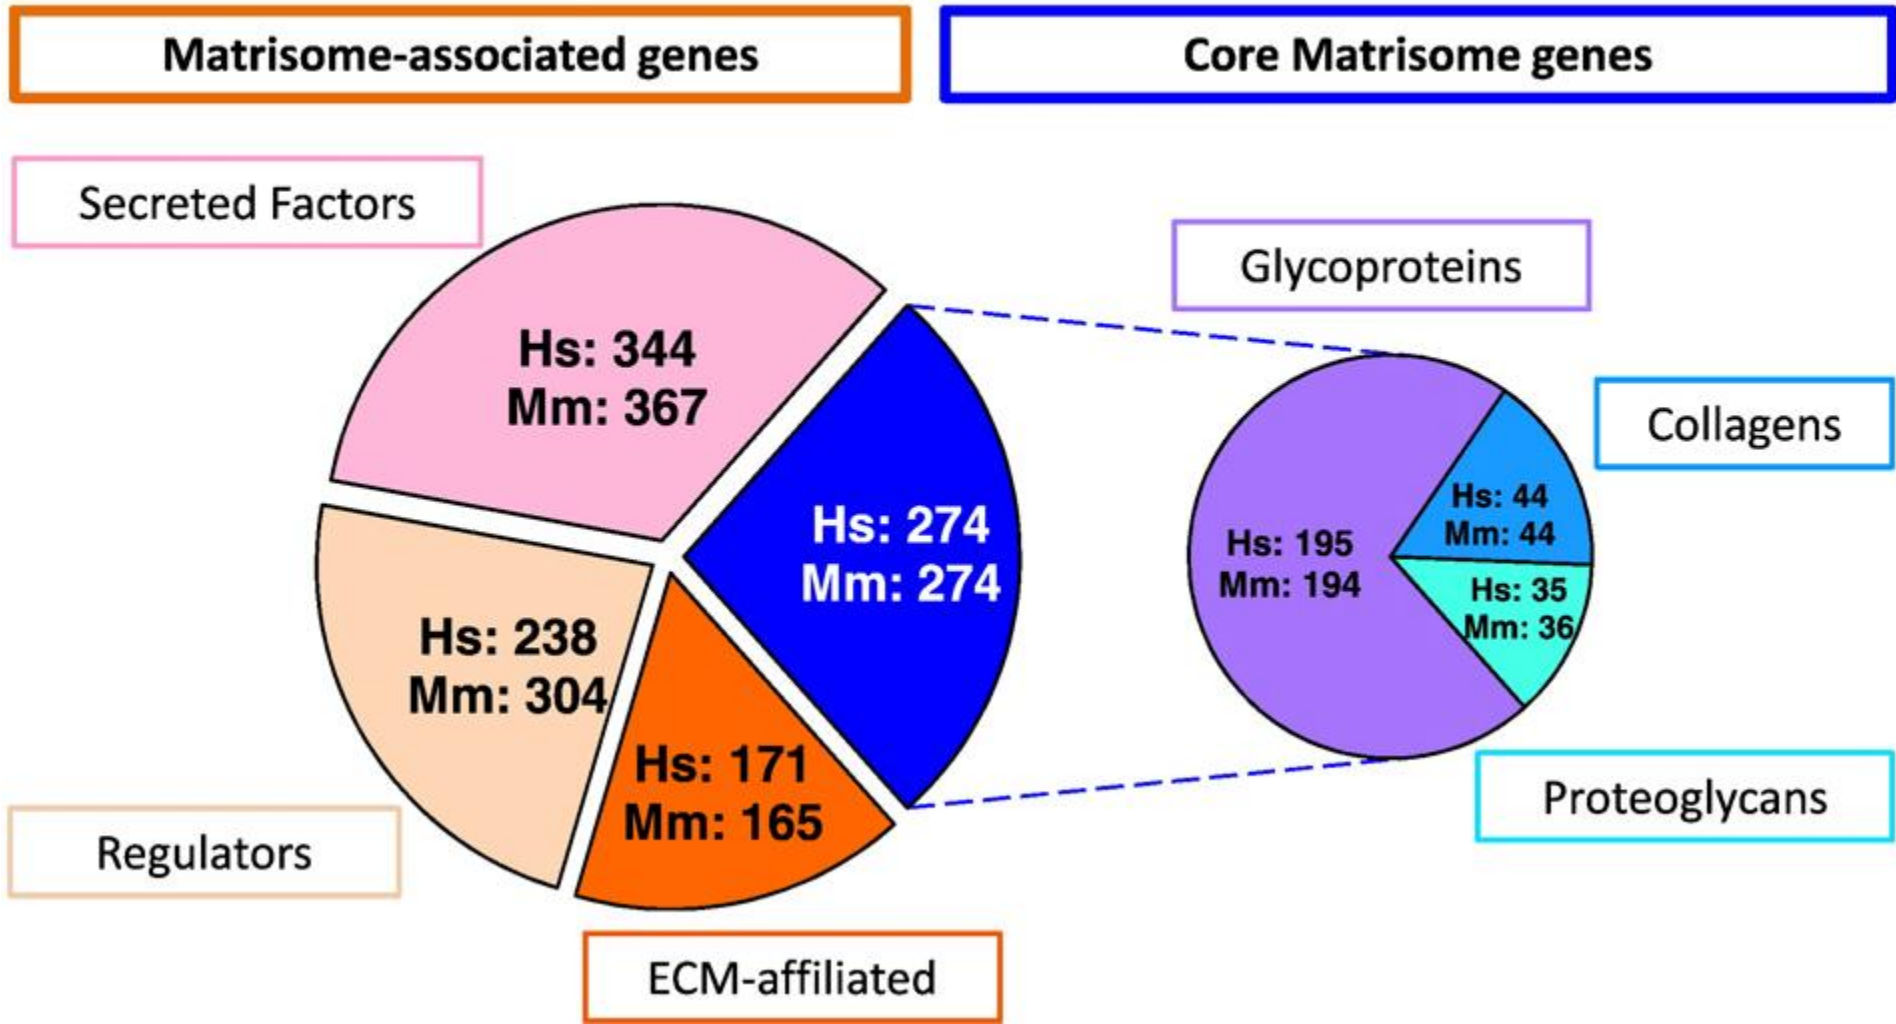 Matrisome-associated genes
Core Matrisome genes
Secreted Factors
Glycoproteins
Hs: 344
Mm: 367
Collagens
Hs: 274
Mm: 274
Hs: 44
Mm: 44
Hs: 195
Mm: 194
Hs: 35
Mm: 36
Hs: 238
Mm: 304
Hs: 171
Mm: 165
Proteoglycans
Regulators
ECM-affiliated